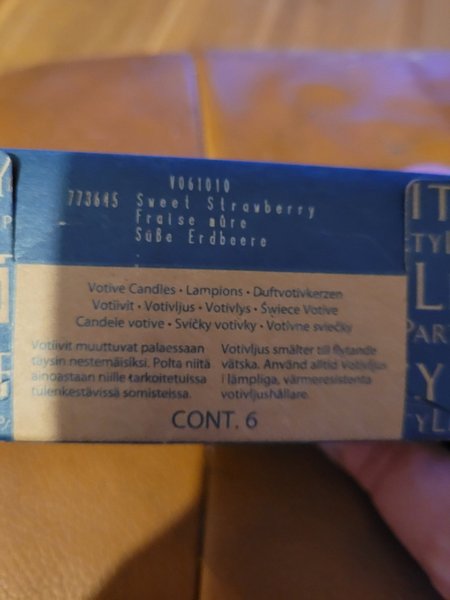 V061010
773645 Sweet Strawberry
Fraise mûre
Süße Erdbeere
Votive Candles • Lampions • Duftvotivkerzen
Votiivit • Votivljus • Votivlys • Świece Votive
Candele votive • Svíčky votivky • Votívne sviečky
Votiivit muuttuvat palaessaan
täysin nestemäisiksi. Polta niitä
ainoastaan niille tarkoitetuissa
tulenkestävissä somisteissa.
Votivljus smälter till flytande
vätska. Använd alltid Votivljus
i lämpliga, värmeresistenta
votivljushållare.
CONT. 6